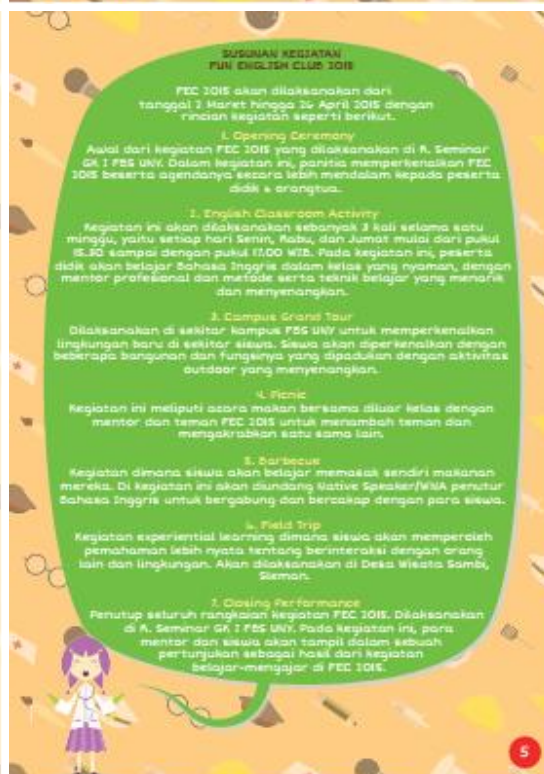 SUSUNAN KEGIATAN
FUN ENGLISH CLUB 2015
FEC 2015 akan dilaksanakan dari
tanggal 2 Maret hingga 26 April 2015 dengan
rincian kegiatan seperti berikut.
1. Opening Ceremony
Awal dari kegiatan FEC 2015 yang dilaksanakan di R. Seminar
GK I FBS UNY. Dalam kegiatan ini, panitia memperkenalkan FEC
2015 beserta agendanya secara lebih mendalam kepada peserta
didik & orangtua.
2. English Classroom Activity
Kegiatan ini akan dilaksanakan sebanyak 3 kali selama satu
minggu, yaitu setiap hari Senin, Rabu, dan Jumat mulai dari pukul
15.30 sampai dengan pukul 17.00 WIB. Pada kegiatan ini, peserta
didik akan belajar Bahasa Inggris dalam kelas yang nyaman, dengan
mentor profesional dan metode serta teknik belajar yang menarik
dan menyenangkan.
3. Campus Grand Tour
Dilaksanakan di sekitar kampus FBS UNY untuk memperkenalkan
lingkungan baru di sekitar siswa. Siswa akan diperkenalkan dengan
beberapa bangunan dan fungsinya yang dipadukan dengan aktivitas
outdoor yang menyenangkan.
4. Picnic
Kegiatan ini meliputi acara makan bersama diluar kelas dengan
mentor dan teman FEC 2015 untuk menambah teman dan
mengakrabkan satu sama lain.
5. Barbecue
Kegiatan dimana siswa akan belajar memasak sendiri makanan
mereka. Di kegiatan ini akan diundang Native Speaker/WNA penutur
Bahasa Inggris untuk bergabung dan bercakap dengan para siswa.
6. Field Trip
Kegiatan experiential learning dimana siswa akan memperoleh
pemahaman lebih nyata tentang berinteraksi dengan orang
lain dan lingkungan. Akan dilaksanakan di Desa Wisata Sambi,
Sleman.
7. Closing Performance
Penutup seluruh rangkaian kegiatan FEC 2015. Dilaksanakan
di R. Seminar GK I FBS UNY. Pada kegiatan ini, para
mentor dan siswa akan tampil dalam sebuah
pertunjukan sebagai hasil dari kegiatan
belajar-mengajar di FEC 2015.
5